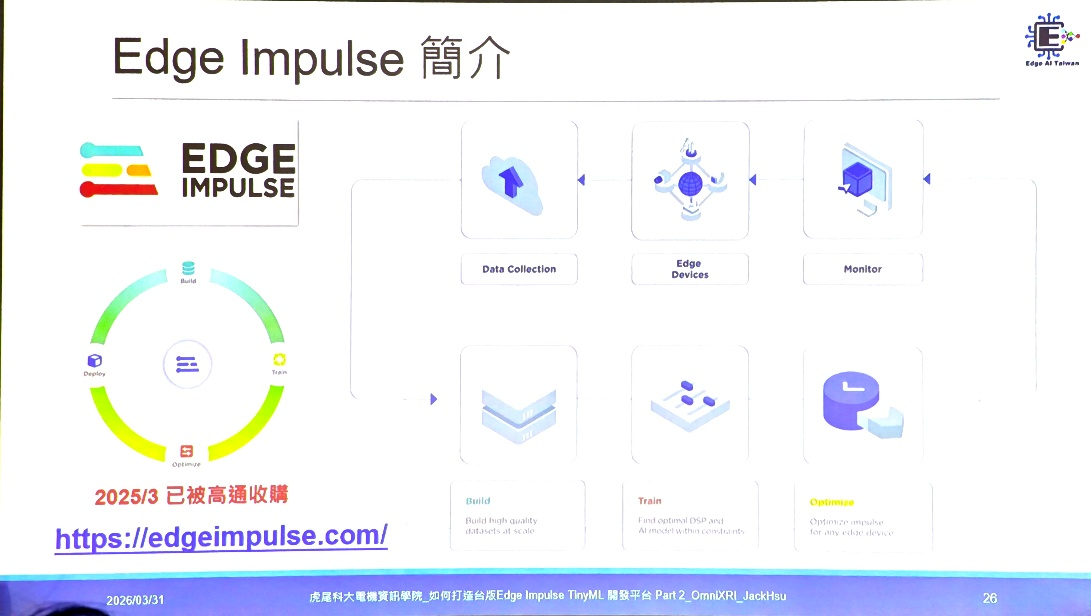 Edge Impulse 簡介
Edge AI Taiwan
EDGE
IMPULSE
Data Collection
Edge
Devices
Monitor
Build
Deploy
Train
Optimize
Build
Build high quality
datasets at scale
Train
Find optimal DSP and
AI model within constraints
Optimize
Optimize impulse
for any edge device
2025/3 已被高通收購
https://edgeimpulse.com/
2026/03/31
虎尾科大電機資訊學院_如何打造台版Edge Impulse TinyML 開發平台 Part 2_OmniXRI_JackHsu
26